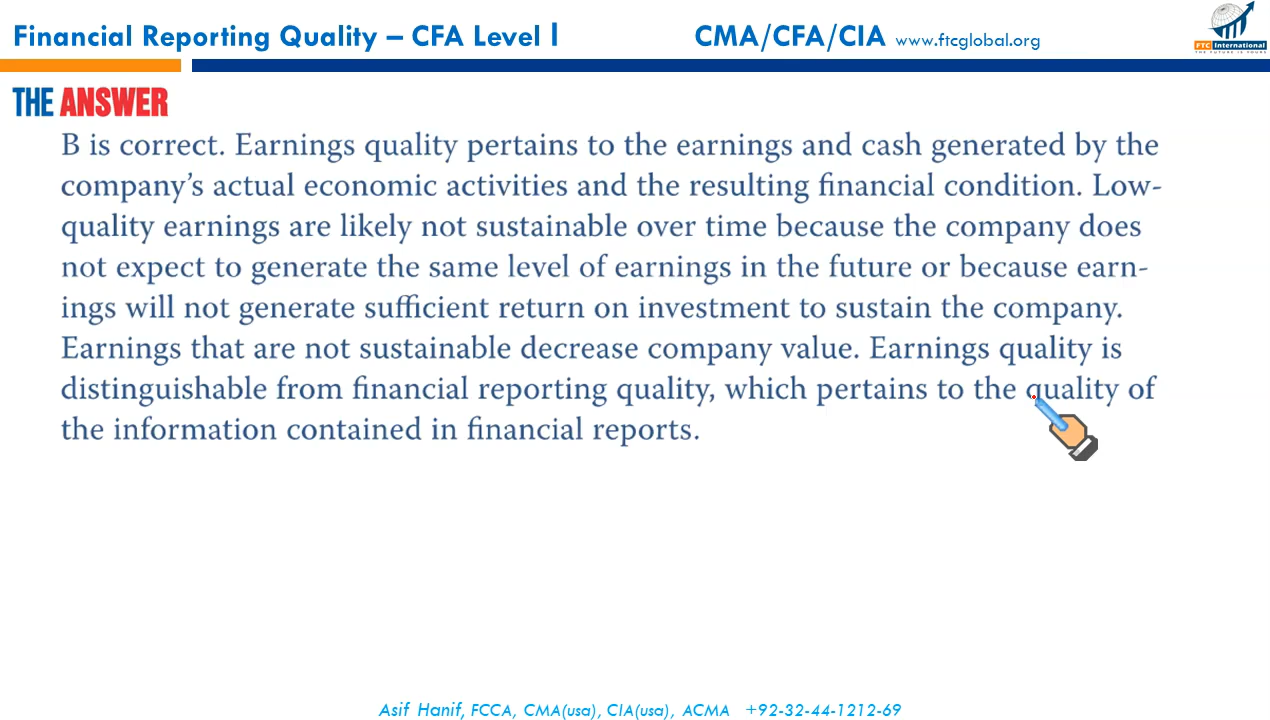 Financial Reporting Quality – CFA Level I CMA/CFA/CIA www.ftcglobal.org
FTC International
THE FUTURE IS YOURS
THE ANSWER
B is correct. Earnings quality pertains to the earnings and cash generated by the
company’s actual economic activities and the resulting financial condition. Low-
quality earnings are likely not sustainable over time because the company does
not expect to generate the same level of earnings in the future or because earn-
ings will not generate sufficient return on investment to sustain the company.
Earnings that are not sustainable decrease company value. Earnings quality is
distinguishable from financial reporting quality, which pertains to the quality of
the information contained in financial reports.
Asif Hanif, FCCA, CMA(usa), CIA(usa), ACMA +92-32-44-1212-69